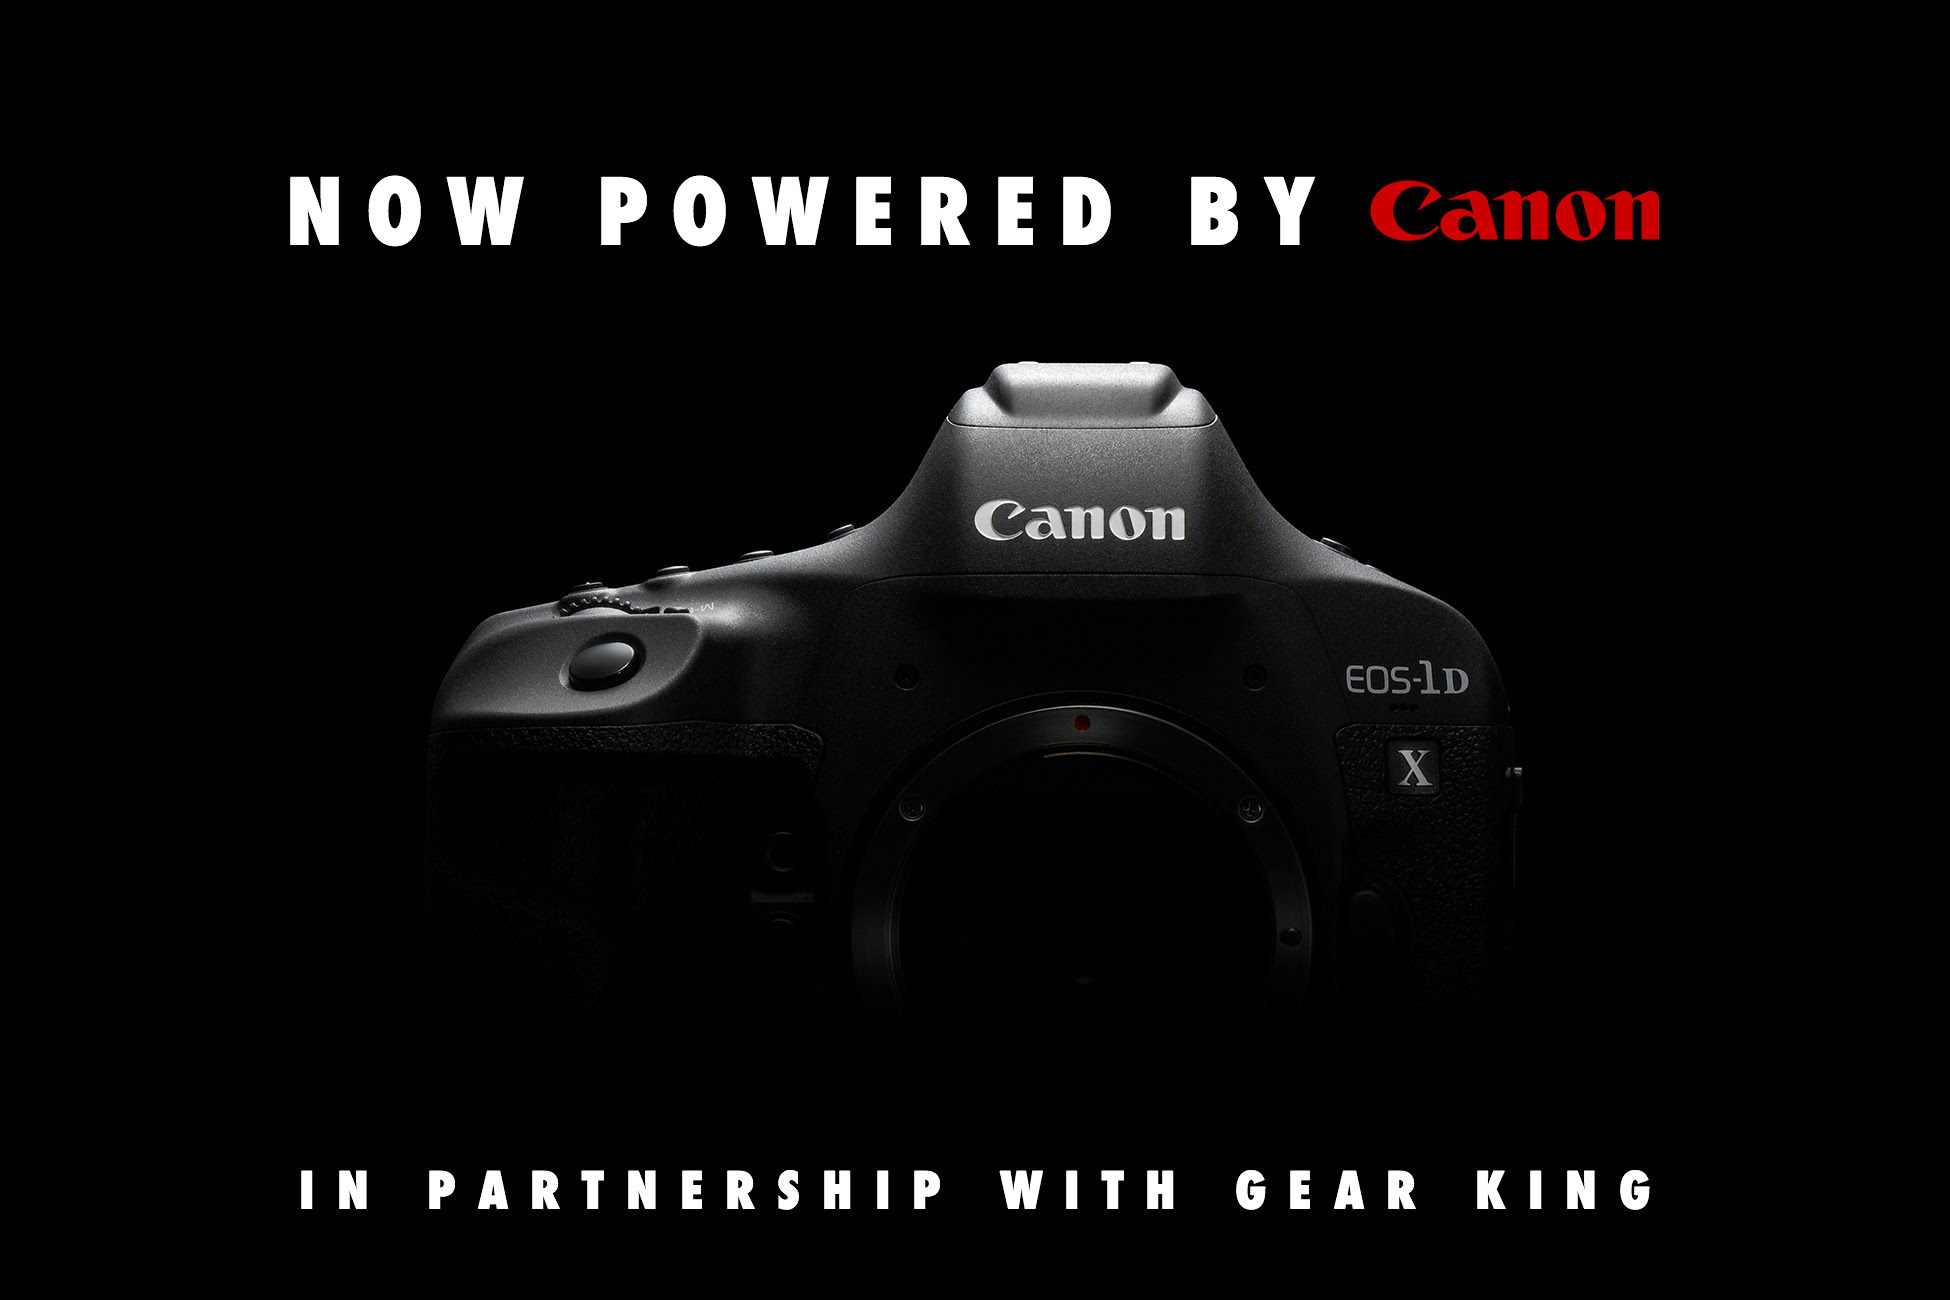 NOW POWERED BY Canon
Canon
M
EOS-1D
X
IN PARTNERSHIP WITH GEAR KING